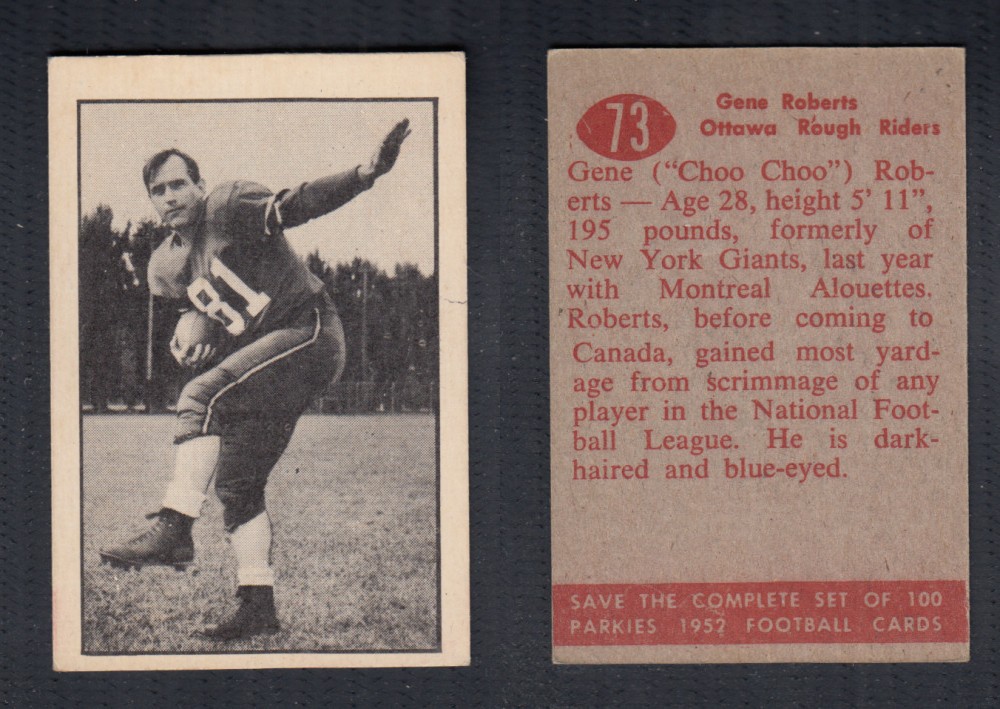 81
73
Gene Roberts
Ottawa Rough Riders
Gene (“Choo Choo”) Rob-
erts — Age 28, height 5’ 11”,
195 pounds, formerly of
New York Giants, last year
with Montreal Alouettes.
Roberts, before coming to
Canada, gained most yard-
age from scrimmage of any
player in the National Foot-
ball League. He is dark-
haired and blue-eyed.
SAVE THE COMPLETE SET OF 100
PARKIES 1952 FOOTBALL CARDS